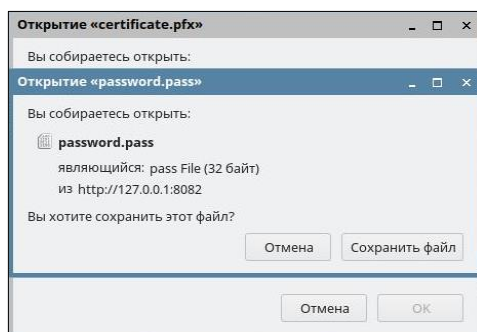 Открытие «certificate.pfx»
Вы собираетесь открыть:
Открытие «password.pass»
Вы собираетесь открыть:
password.pass
являющийся: pass File (32 байт)
из http://127.0.0.1:8082
Вы хотите сохранить этот файл?
Отмена Сохранить файл
Отмена OK